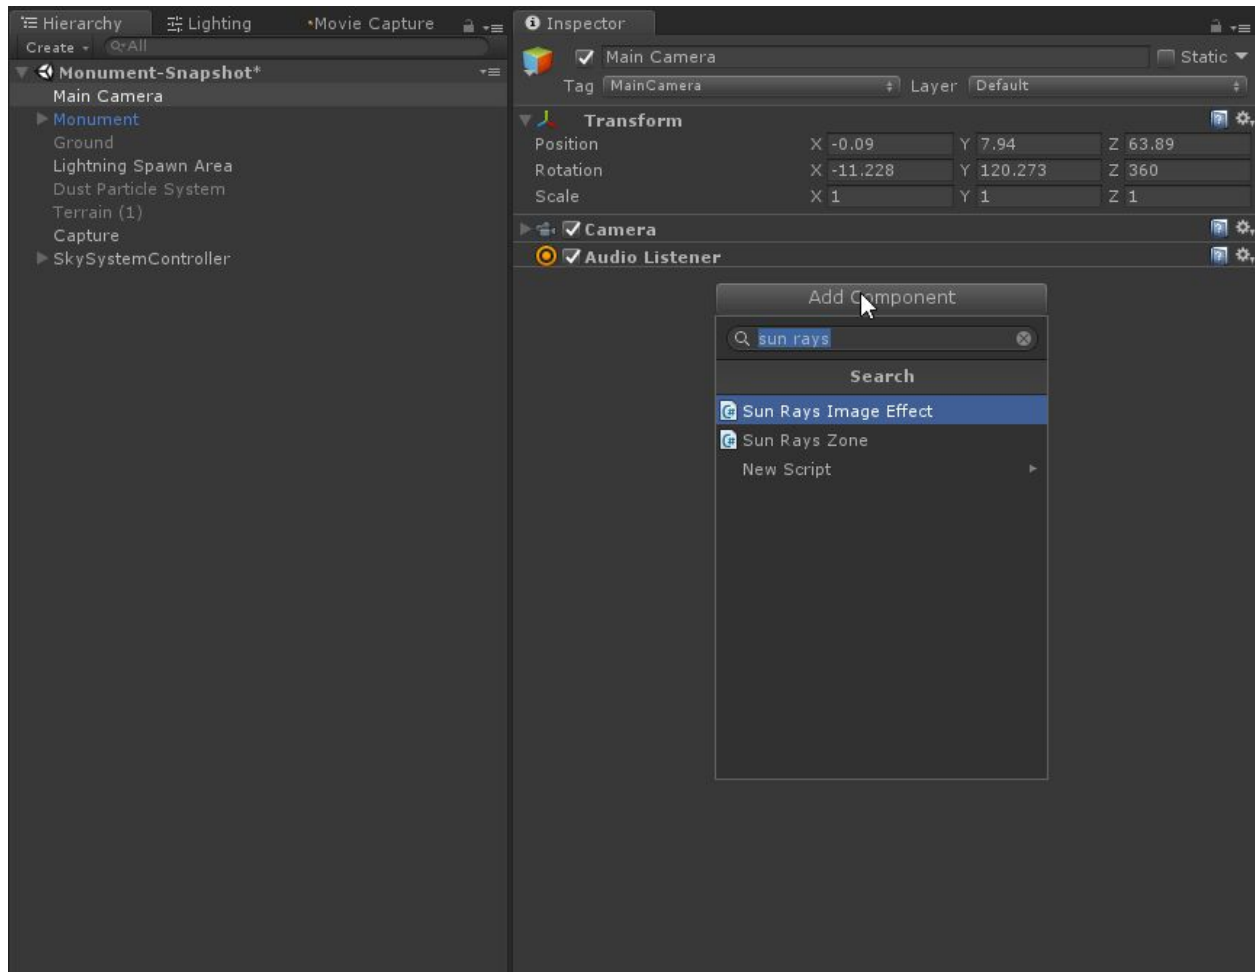 Hierarchy
Lighting
Movie Capture
Create
All
Monument-Snapshot*
Main Camera
Monument
Ground
Lightning Spawn Area
Dust Particle System
Terrain (1)
Capture
SkySystemController
Inspector
Main Camera
Static
Tag MainCamera
Layer Default
Transform
Position X -0.09 Y 7.94 Z 63.89
Rotation X -11.228 Y 120.273 Z 360
Scale X 1 Y 1 Z 1
Camera
Audio Listener
Add Component
sun rays
Search
Sun Rays Image Effect
Sun Rays Zone
New Script